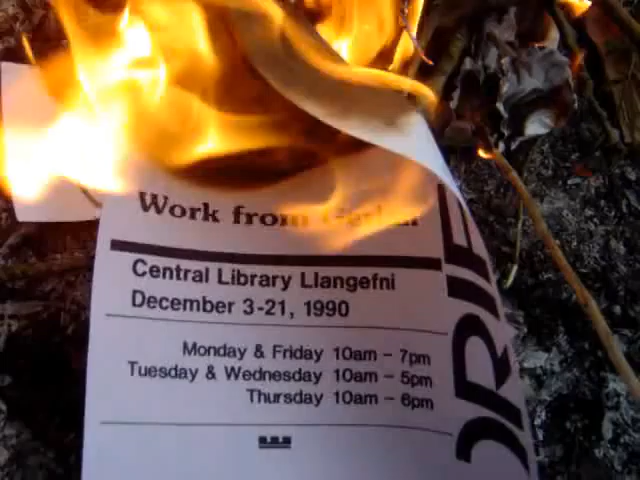 Work from
Central Library Llangefni
December 3-21, 1990
Monday & Friday 10am - 7pm
Tuesday & Wednesday 10am - 5pm
Thursday 10am - 6pm